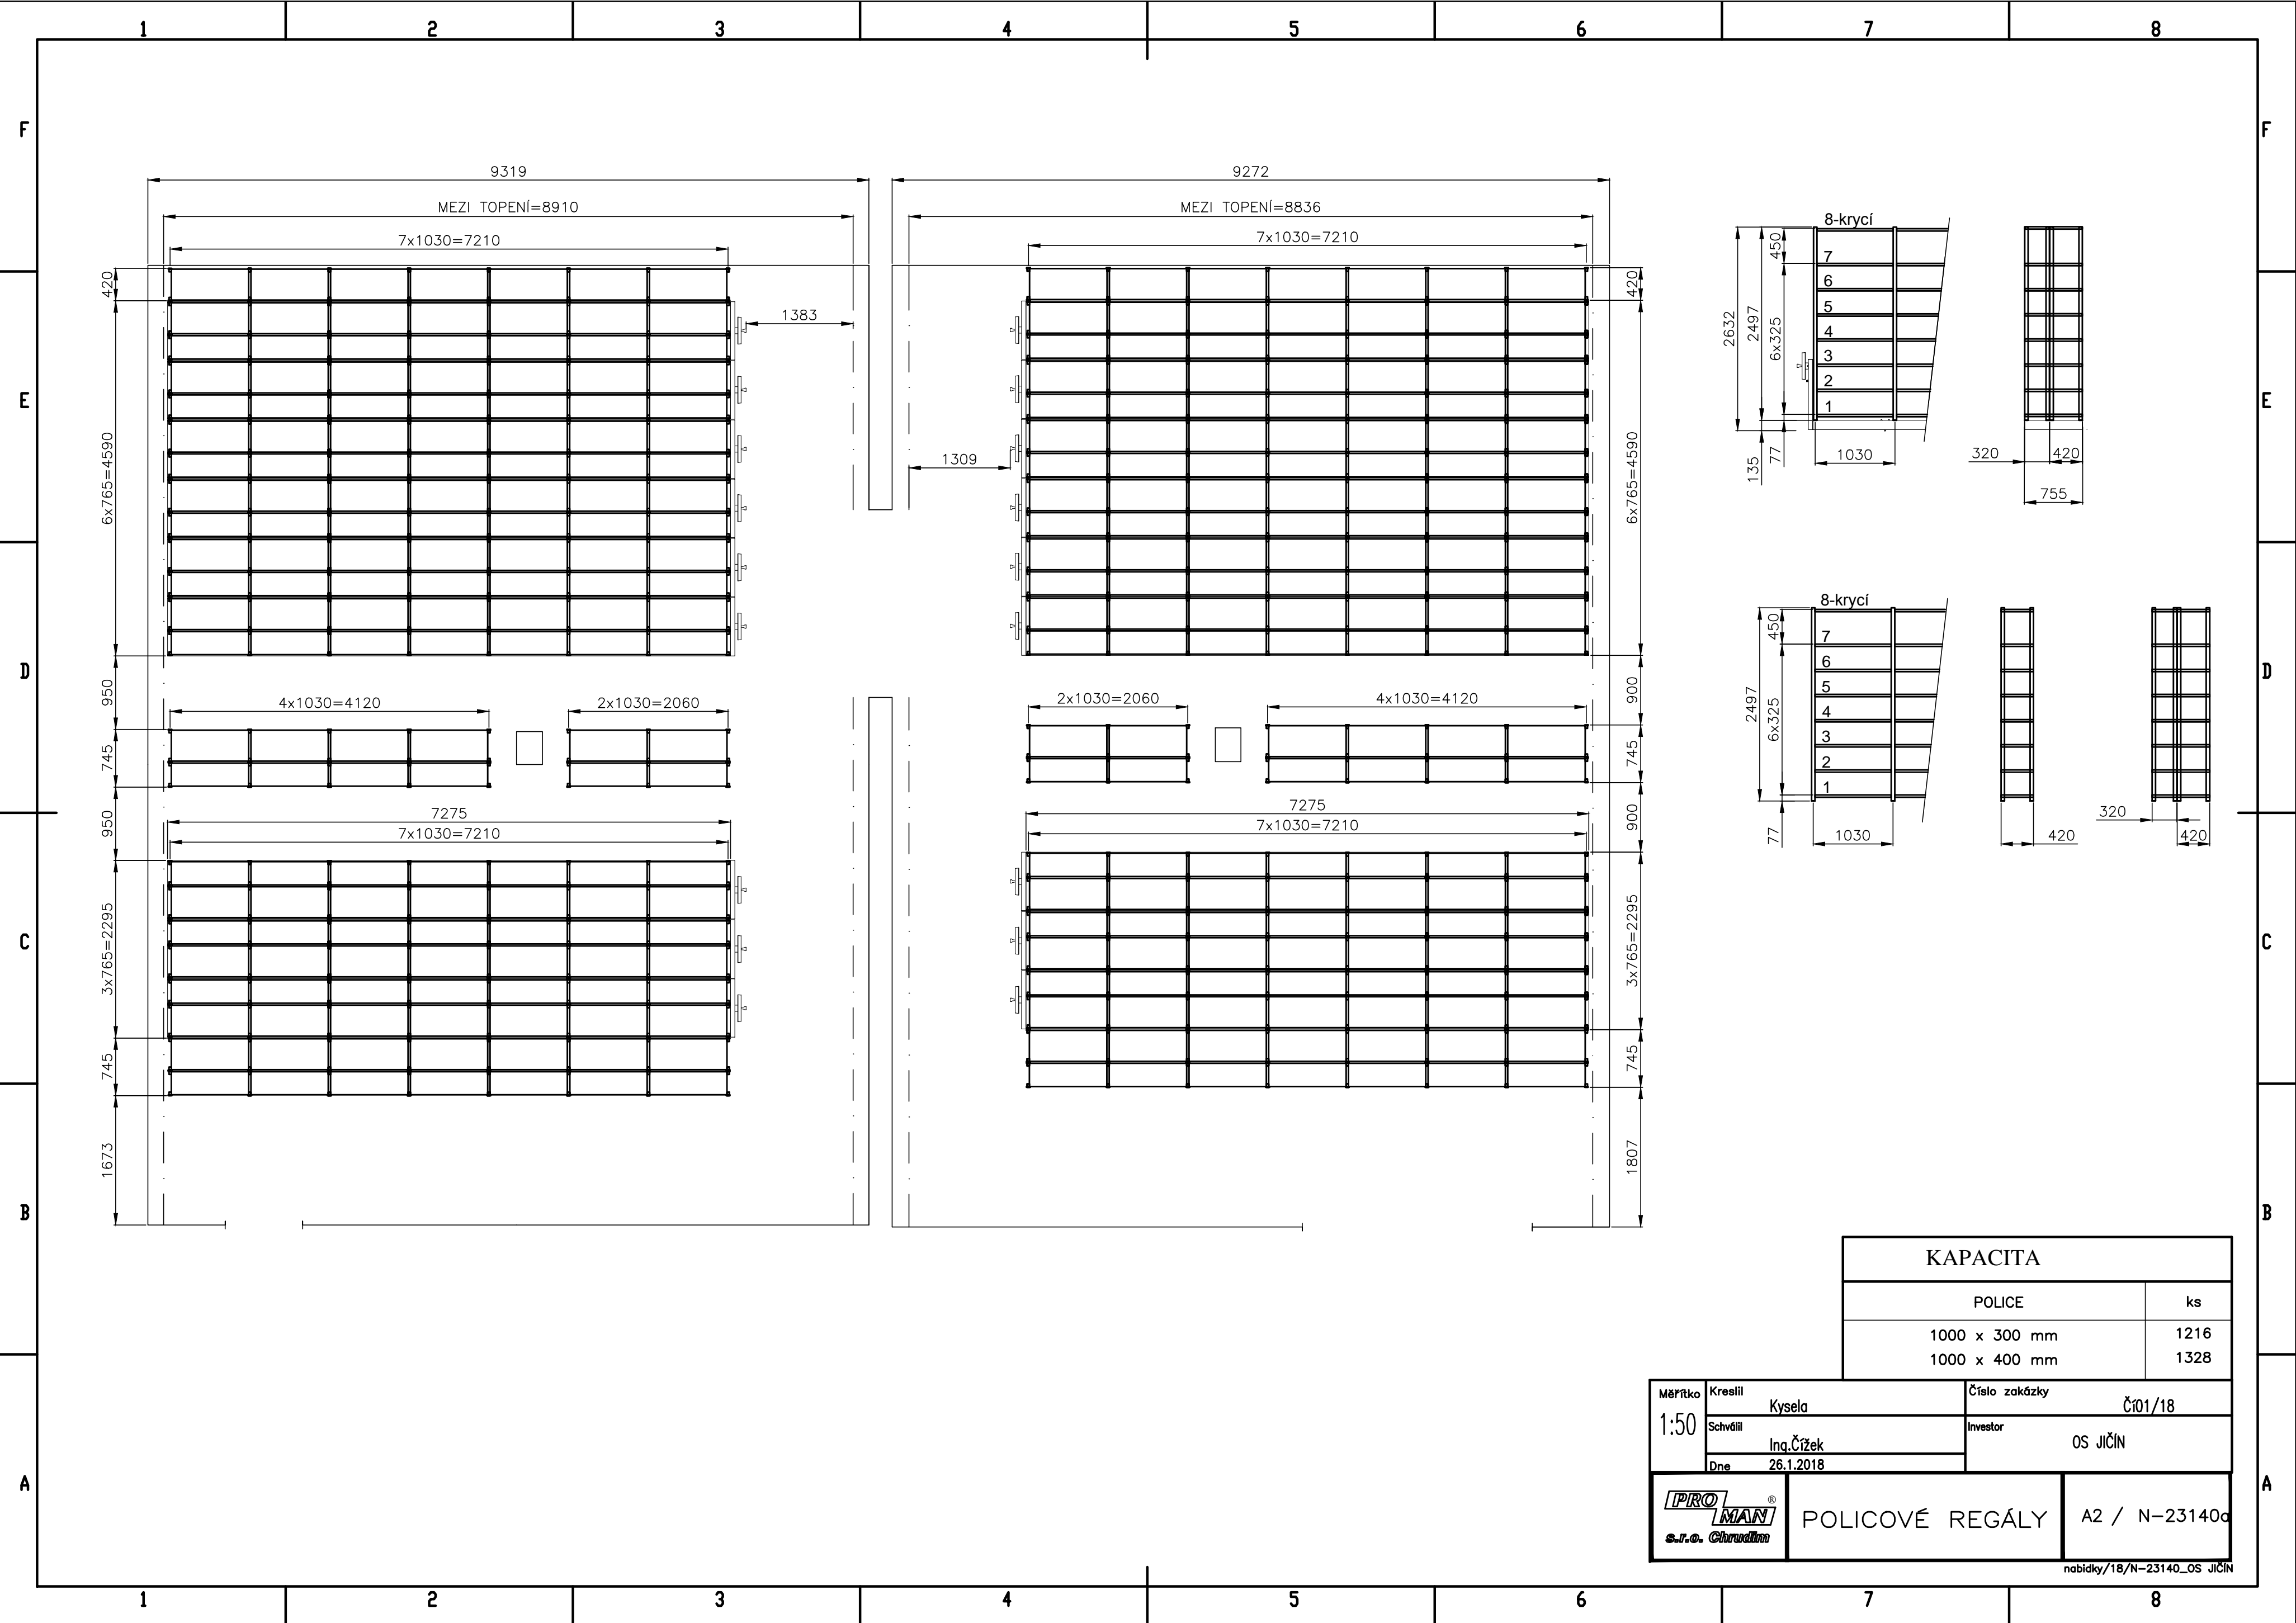 1 2 3 4 5 6 7 8
F F
9319 9272
MEZI TOPENÍ=8910 MEZI TOPENÍ=8836
7x1030=7210 7x1030=7210
420 420
1383
1309
6x765=4590 6x765=4590
E E
8-krycí
7
6
5
4
3
2
1
450
6x325
2497
2632
77
135
1030
320 420
755
D D
950 900
4x1030=4120 2x1030=2060 2x1030=2060 4x1030=4120
745 745
8-krycí
7
6
5
4
3
2
1
450
6x325
2497
77
1030
420
320
420
950 900
7275 7275
7x1030=7210 7x1030=7210
3x765=2295 3x765=2295
C C
745 745
1673 1807
B B
KAPACITA
POLICE ks
1000 x 300 mm 1216
1000 x 400 mm 1328
Měřítko
1:50
Kreslil
Kysela
Číslo zakázky
Čí01/18
Schválil
Ing.Čížek
Investor
OS JIČÍN
Dne 26.1.2018
A A
PRO MAN ®
s.r.o. Chrudim
POLICOVÉ REGÁLY
A2 / N-23140a
nabidky/18/N-23140_OS JIČÍN
1 2 3 4 5 6 7 8